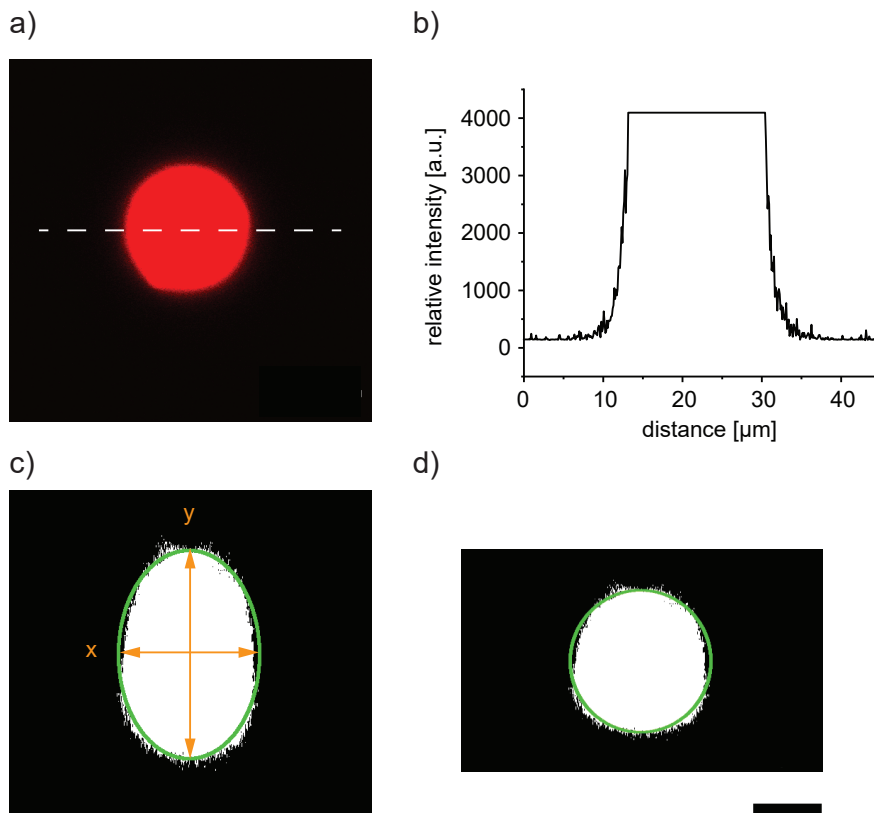 a)
b)
4000
3000
2000
1000
0
relative intensity [a.u.]
0 10 20 30 40
distance [µm]
c)
d)
y
x